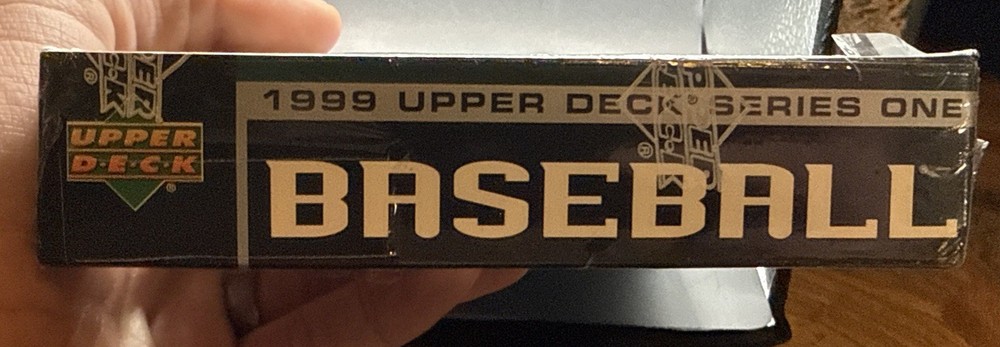 UPPER
D·E·C·K
®
1999 UPPER DECK SERIES ONE
BASEBALL